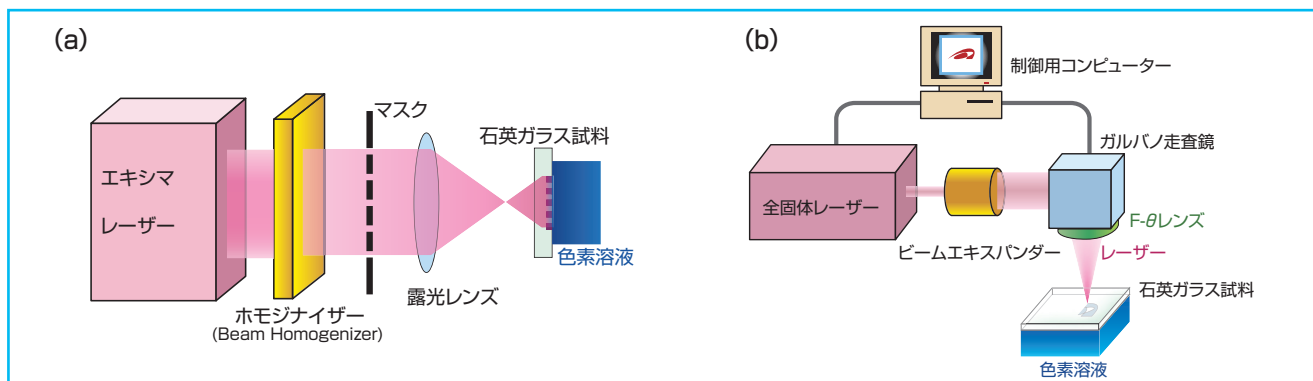 (a)
エキシマ
レーザー
ホモジナイザー
(Beam Homogenizer)
マスク
露光レンズ
石英ガラス試料
色素溶液
(b)
制御用コンピューター
全固体レーザー
ビームエキスパンダー
ガルバノ走査鏡
F-θレンズ
レーザー
石英ガラス試料
色素溶液